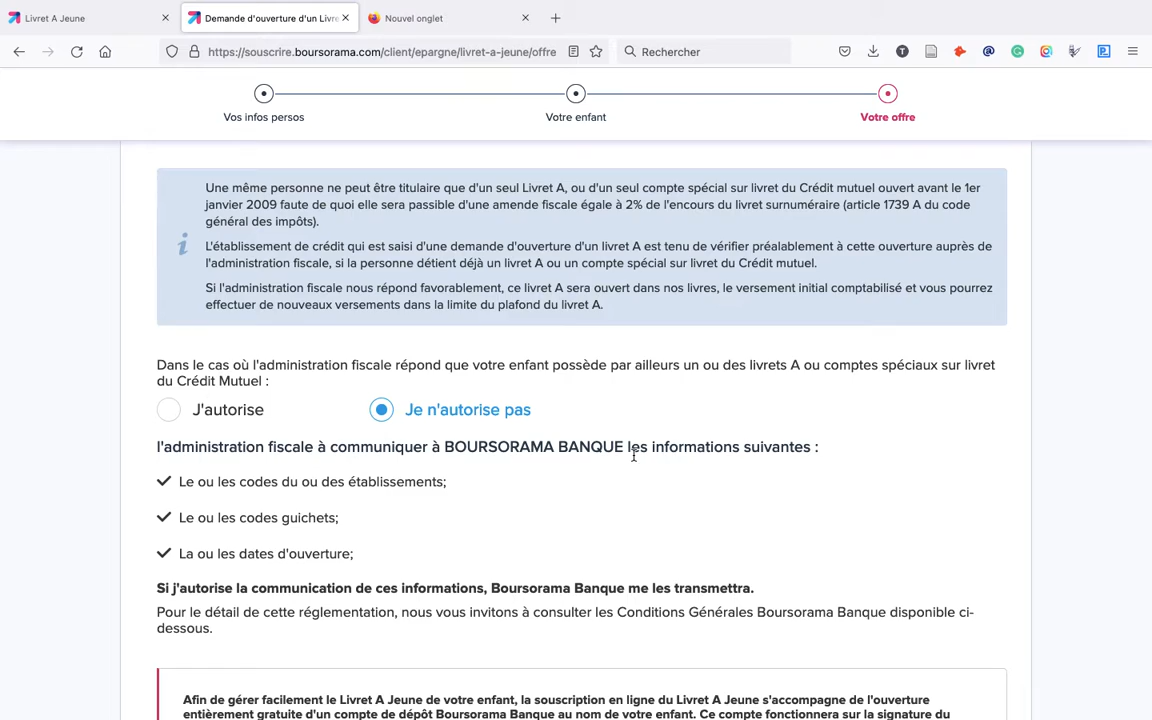 Livret A Jeune
Demande d'ouverture d'un Livre
Nouvel onglet
https://souscrire.boursorama.com/client/epargne/livret-a-jeune/offre
Rechercher
Vos infos persos
Votre enfant
Votre offre
Une même personne ne peut être titulaire que d'un seul Livret A, ou d'un seul compte spécial sur livret du Crédit mutuel ouvert avant le 1er
janvier 2009 faute de quoi elle sera passible d'une amende fiscale égale à 2% de l'encours du livret surnuméraire (article 1739 A du code
général des impôts).
L'établissement de crédit qui est saisi d'une demande d'ouverture d'un livret A est tenu de vérifier préalablement à cette ouverture auprès de
l'administration fiscale, si la personne détient déjà un livret A ou un compte spécial sur livret du Crédit mutuel.
Si l'administration fiscale nous répond favorablement, ce livret A sera ouvert dans nos livres, le versement initial comptabilisé et vous pourrez
effectuer de nouveaux versements dans la limite du plafond du livret A.
Dans le cas où l'administration fiscale répond que votre enfant possède par ailleurs un ou des livrets A ou comptes spéciaux sur livret
du Crédit Mutuel :
J'autorise
Je n'autorise pas
l'administration fiscale à communiquer à BOURSORAMA BANQUE les informations suivantes :
Le ou les codes du ou des établissements;
Le ou les codes guichets;
La ou les dates d'ouverture;
Si j'autorise la communication de ces informations, Boursorama Banque me les transmettra.
Pour le détail de cette réglementation, nous vous invitons à consulter les Conditions Générales Boursorama Banque disponible ci-
dessous.
Afin de gérer facilement le Livret A Jeune de votre enfant, la souscription en ligne du Livret A Jeune s'accompagne de l'ouverture
entièrement gratuite d'un compte de dépôt Boursorama Banque au nom de votre enfant. Ce compte fonctionnera sur la signature du